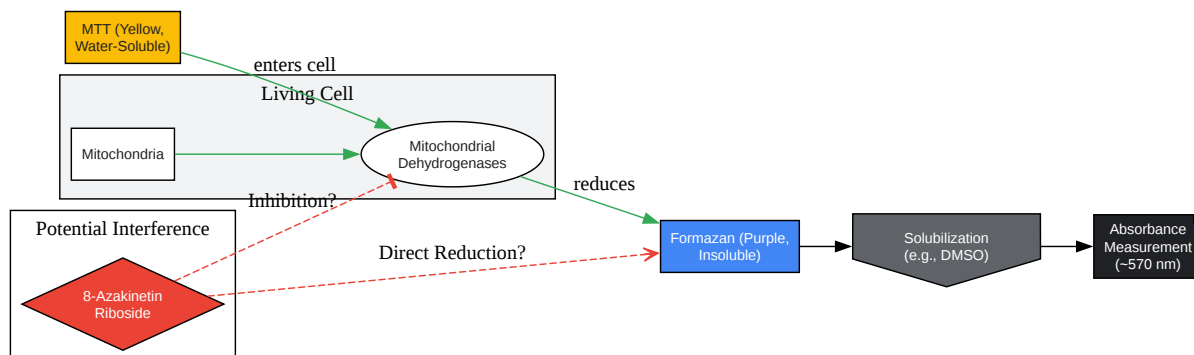 MTT (Yellow,
Water-Soluble)
enters cell
Living Cell
Mitochondria
Mitochondrial
Dehydrogenases
reduces
Inhibition?
Potential Interference
Direct Reduction?
8-Azakinetin
Riboside
Formazan (Purple,
Insoluble)
Solubilization
(e.g., DMSO)
Absorbance
Measurement
(~570 nm)